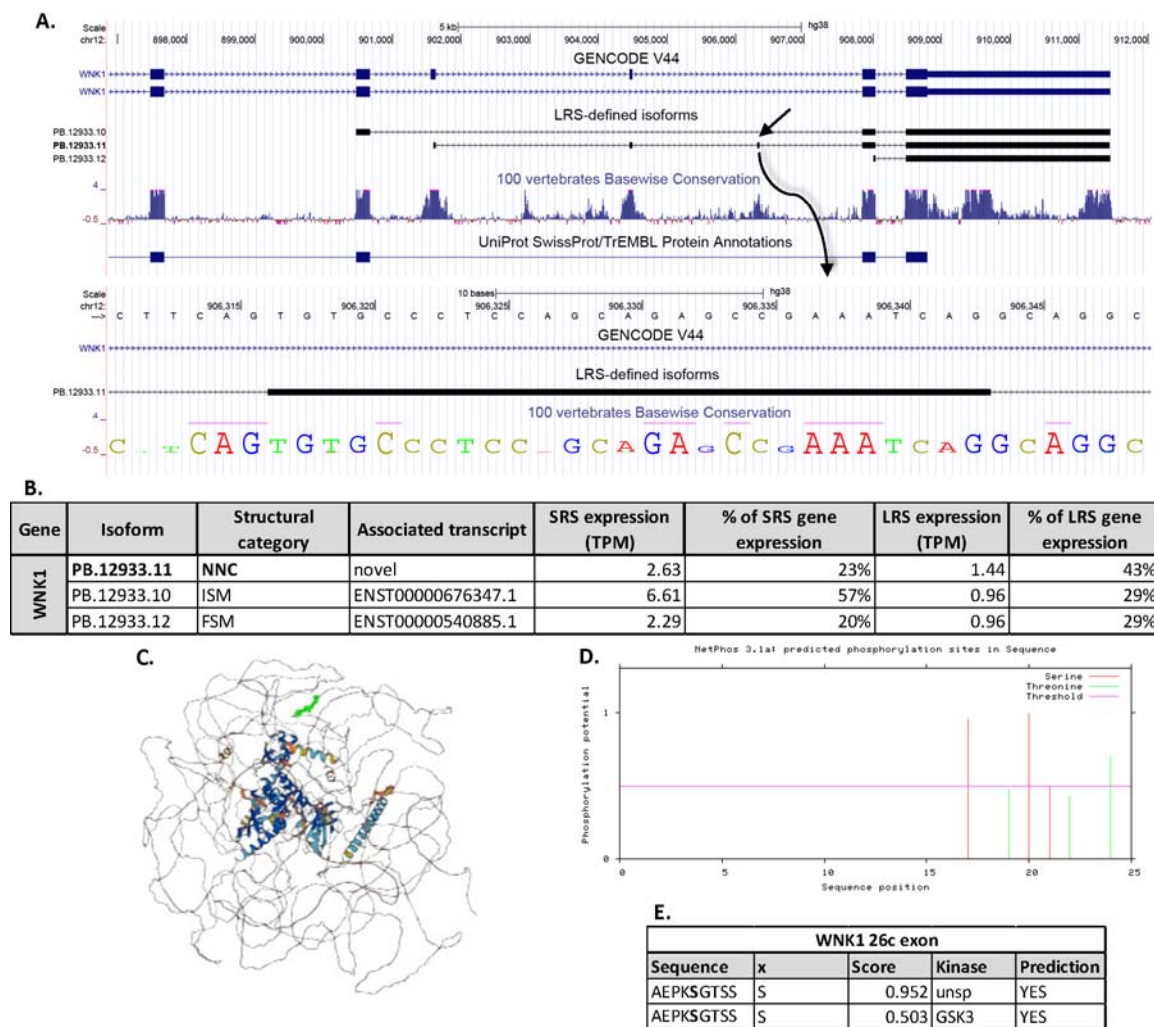 A.
Scale 5 kb hg38
chr12: 898,000 899,000 900,000 901,000 902,000 903,000 904,000 905,000 906,000 907,000 908,000 909,000 910,000 911,000 912,000
GENCODE V44
WNK1
WNK1
LRS-defined isoforms
PB.12933.10
PB.12933.11
PB.12933.12
100 vertebrates Basewise Conservation
4
-0.5
UniProt SwissProt/TrEMBL Protein Annotations
Scale 10 bases hg38
chr12: 906,315 906,320 906,325 906,330 906,335 906,340 906,345
---> C T T C A G T G T G C C C T C C A G C A G A G C C G A A A T C A G G C A G G C
GENCODE V44
WNK1
LRS-defined isoforms
PB.12933.11
100 vertebrates Basewise Conservation
4
-0.5
C T C A G T G T G C C C T C C G C A G A G C C G A A A T C A G G C A G G C
B.
Gene Isoform Structural category Associated transcript SRS expression (TPM) % of SRS gene expression LRS expression (TPM) % of LRS gene expression
WNK1
PB.12933.11 NNC novel 2.63 23% 1.44 43%
PB.12933.10 ISM ENST00000676347.1 6.61 57% 0.96 29%
PB.12933.12 FSM ENST00000540885.1 2.29 20% 0.96 29%
C.
D.
NetPhos 3.1a: predicted phosphorylation sites in Sequence
Serine
Threonine
Threshold
Phosphorylation potential
1
0
0 5 10 15 20 25
Sequence position
E.
WNK1 26c exon
Sequence x Score Kinase Prediction
AEPKSGTSS S 0.952 unsp YES
AEPKSGTSS S 0.503 GSK3 YES